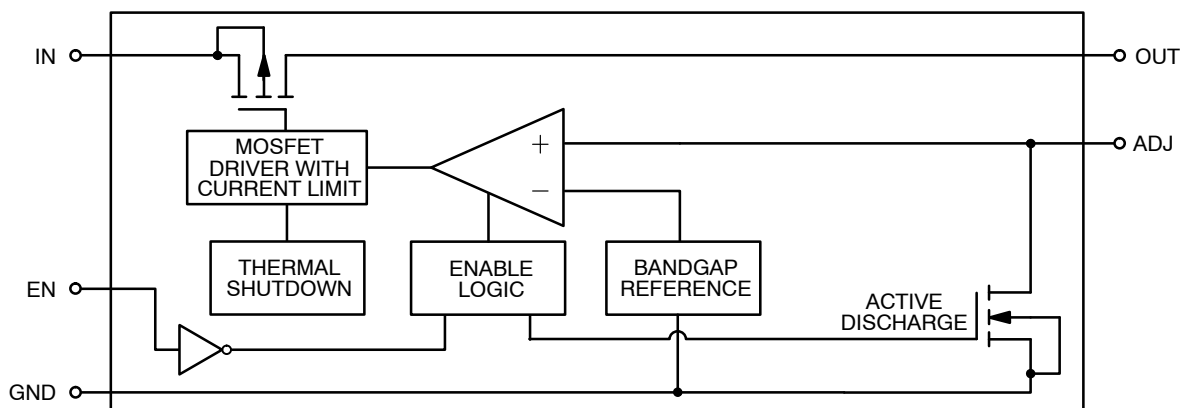 IN
OUT
MOSFET
DRIVER WITH
CURRENT LIMIT
+
−
ADJ
THERMAL
SHUTDOWN
ENABLE
LOGIC
BANDGAP
REFERENCE
EN
ACTIVE
DISCHARGE
GND